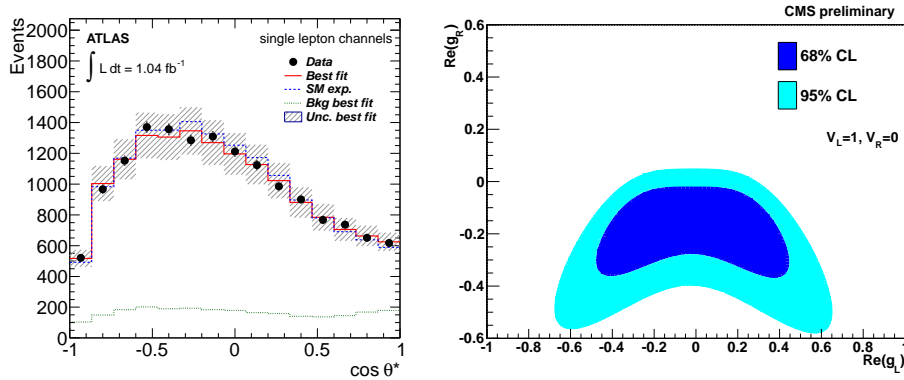 Events
2000
1800
1600
1400
1200
1000
800
600
400
200
0
-1
-0.5
0
0.5
1
cos θ*
ATLAS
∫ L dt = 1.04 fb⁻¹
single lepton channels
Data
Best fit
SM exp.
Bkg best fit
Unc. best fit
CMS preliminary
Re(g_R)
0.6
0.4
0.2
0
-0.2
-0.4
-0.6
-1
-0.8
-0.6
-0.4
-0.2
0
0.2
0.4
0.6
0.8
1
Re(g_L)
68% CL
95% CL
V_L=1, V_R=0